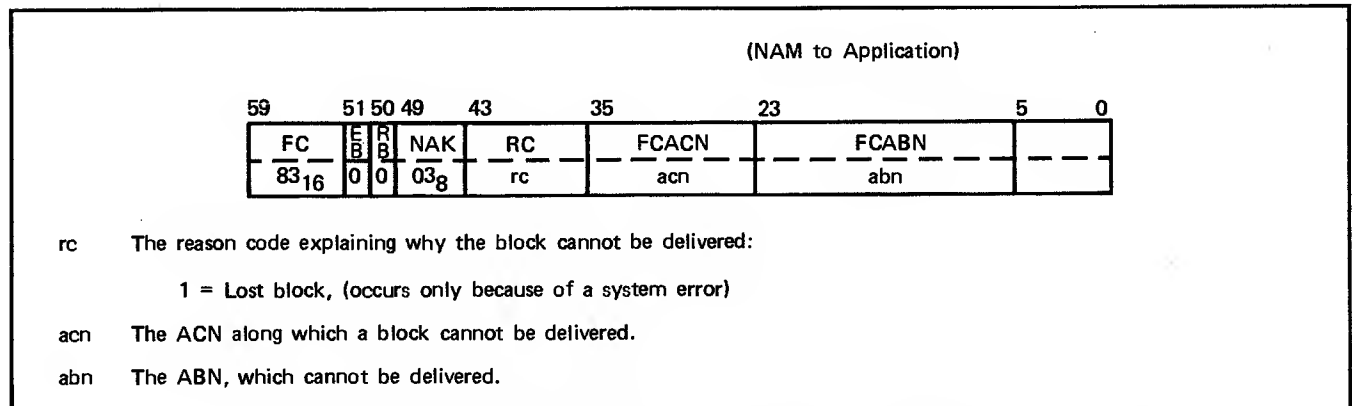 (NAM to Application)
59 51 50 49 43 35 23 5 0
FC EB RB NAK RC FCACN FCABN
83₁₆ 0 0 03₈ rc acn abn
rc The reason code explaining why the block cannot be delivered:
1 = Lost block, (occurs only because of a system error)
acn The ACN along which a block cannot be delivered.
abn The ABN, which cannot be delivered.